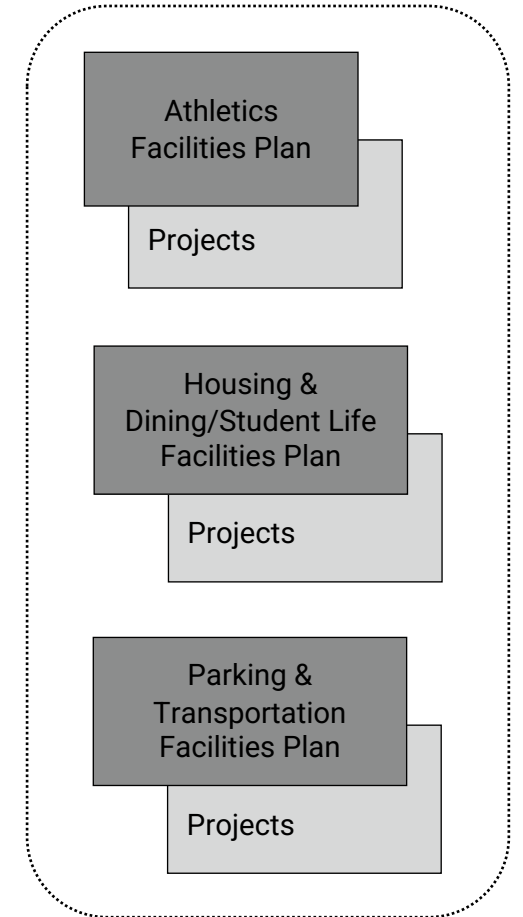 Athletics
Facilities Plan
Projects
Housing &
Dining/Student Life
Facilities Plan
Projects
Parking &
Transportation
Facilities Plan
Projects